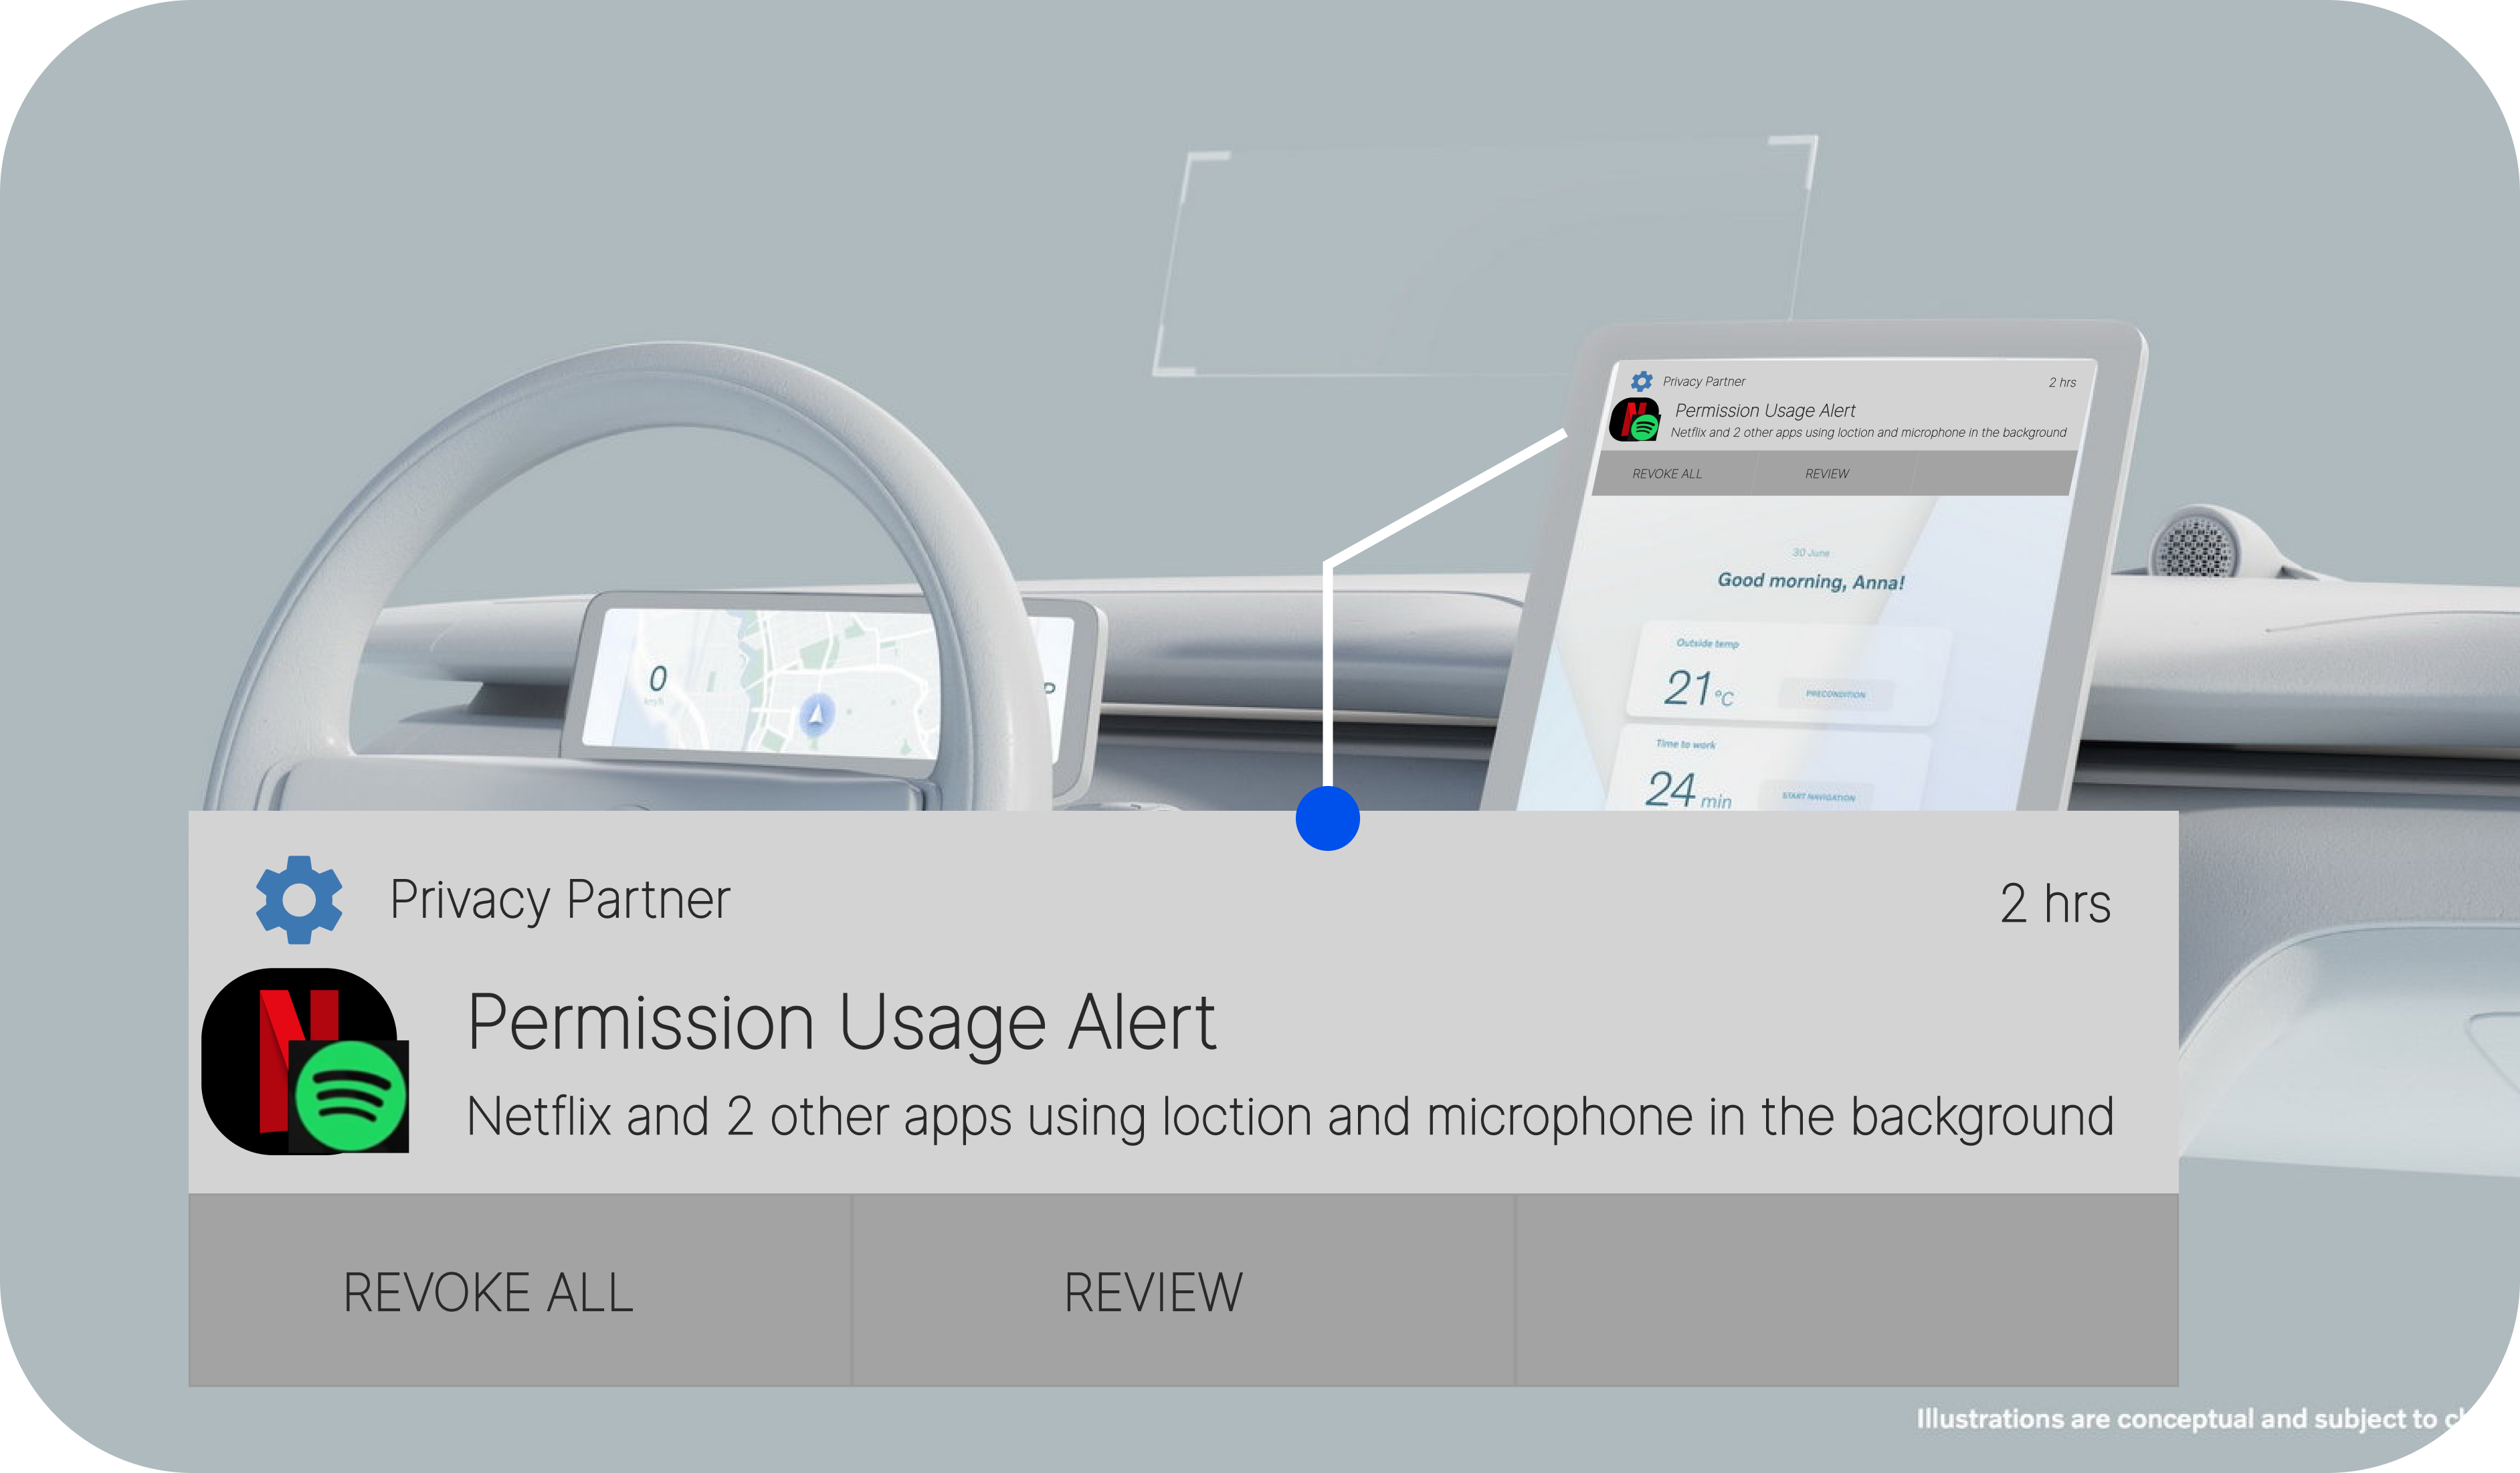 Privacy Partner
2 hrs
Permission Usage Alert
Netflix and 2 other apps using loction and microphone in the background
REVOKE ALL
REVIEW
30 June
Good morning, Anna!
Outside temp
21 °C
PRECONDITION
Time to work
24 min
START NAVIGATION
0
km/h
P
Privacy Partner
2 hrs
Permission Usage Alert
Netflix and 2 other apps using loction and microphone in the background
REVOKE ALL
REVIEW
Illustrations are conceptual and subject to